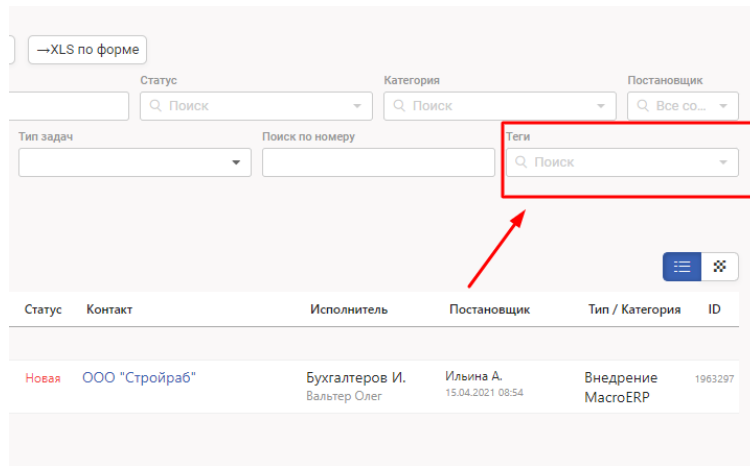 →XLS по форме
Статус Категория Постановщик
Поиск Поиск Все со...
Тип задач Поиск по номеру Теги
Поиск
Статус Контакт Исполнитель Постановщик Тип / Категория ID
Новая ООО "Стройраб" Бухгалтеров И. Ильина А. Внедрение 1963297
Вальтер Олег 15.04.2021 08:54 MacroERP